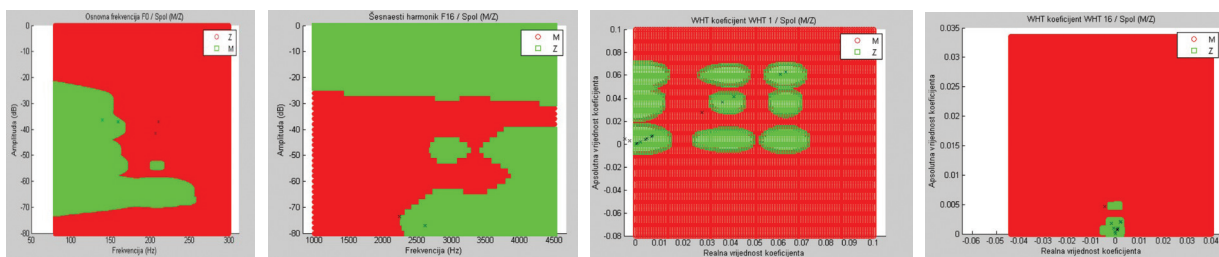 Osnovna frekvencija F0 / Spol (M/Z)
Z
M
0
-10
-20
-30
-40
-50
-60
-70
-80
Amplituda (dB)
50 100 150 200 250 300
Frekvencija (Hz)
Šesnaesti harmonik F16 / Spol (M/Z)
M
Z
0
-10
-20
-30
-40
-50
-60
-70
-80
Amplituda (dB)
1000 1500 2000 2500 3000 3500 4000 4500
Frekvencija (Hz)
WHT koeficijent WHT 1 / Spol (M/Z)
M
Z
0.1
0.08
0.06
0.04
0.02
0
-0.02
-0.04
-0.06
-0.08
Apsolutna vrijednost koeficijenta
0 0.01 0.02 0.03 0.04 0.05 0.06 0.07 0.08 0.09 0.1
Realna vrijednost koeficijenta
WHT koeficijent WHT 16 / Spol (M/Z)
M
Z
0.035
0.03
0.025
0.02
0.015
0.01
0.005
0
Apsolutna vrijednost koeficijenta
-0.06 -0.05 -0.04 -0.03 -0.02 -0.01 0 0.01 0.02 0.03 0.04
Realna vrijednost koeficijenta